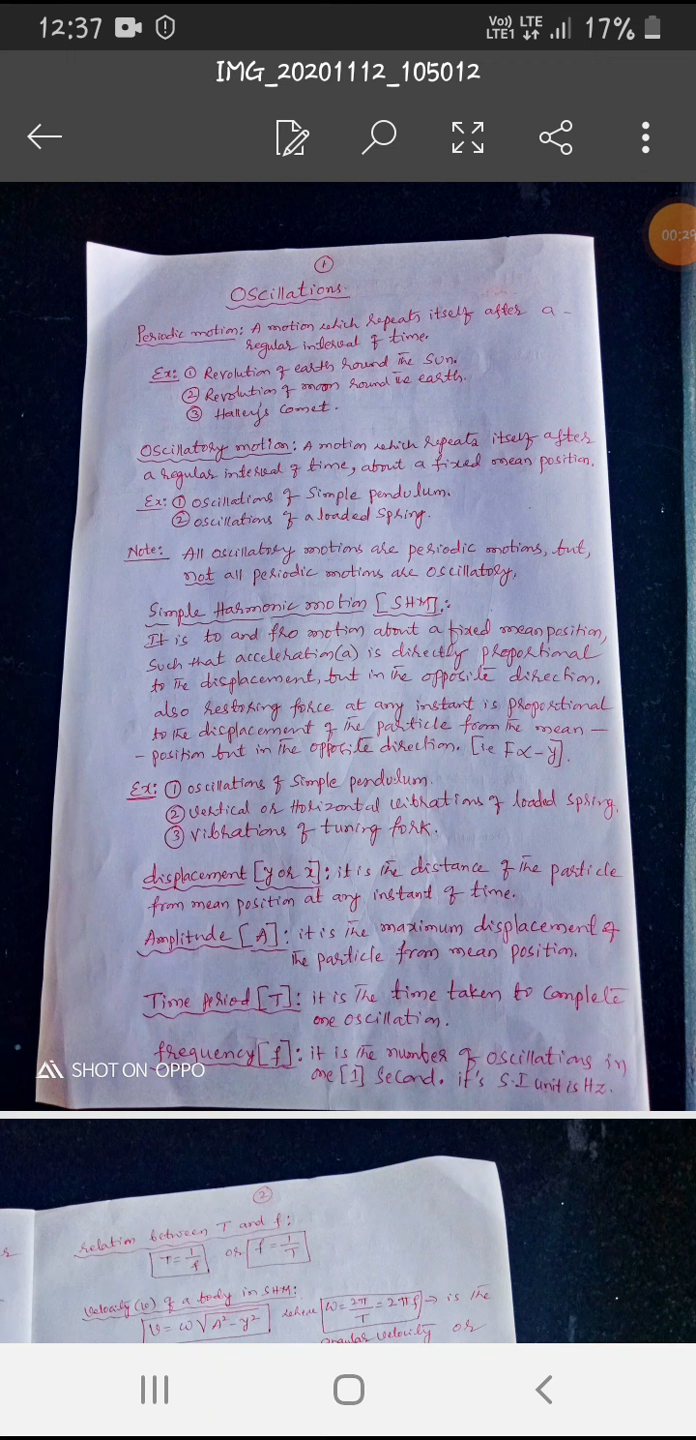 12:37
Vo)) LTE
LTE1
17%
IMG_20201112_105012
00:29
1
Oscillations.
Periodic motion: A motion which repeats itself after a -
regular interval of time.
Ex: ① Revolution of earth round the sun.
② Revolution of moon round the earth.
③ Halley's Comet.
Oscillatory motion: A motion which repeats itself after
a regular interval of time, about a fixed mean position.
Ex: ① oscillations of Simple pendulum.
② oscillations of a loaded Spring.
Note: All oscillatory motions are periodic motions, but,
not all periodic motions are oscillatory.
Simple Harmonic motion [SHM]:
It is to and fro motion about a fixed mean position,
Such that acceleration(a) is directly proportional
to the displacement, but in the opposite direction.
also restoring force at any instant is proportional
to the displacement of the particle from the mean -
- position but in the opposite direction. [ie F∝-y].
Ex: ① oscillations of Simple pendulum.
② vertical or Horizontal vibrations of loaded spring.
③ vibrations of tuning fork.
displacement [y or x]: it is the distance of the particle
from mean position at any instant of time.
Amplitude [A]: it is the maximum displacement of
the particle from mean position.
Time period [T]: it is the time taken to complete
one oscillation.
frequency [f]: it is the number of oscillations in
one [1] Second. it's S.I unit is Hz.
SHOT ON OPPO
2
relation between T and f:
T = 1/f or f = 1/T
velocity (v) of a body in SHM:
v = ω√A²-y² where ω = 2π/T = 2πf → is the
angular velocity or